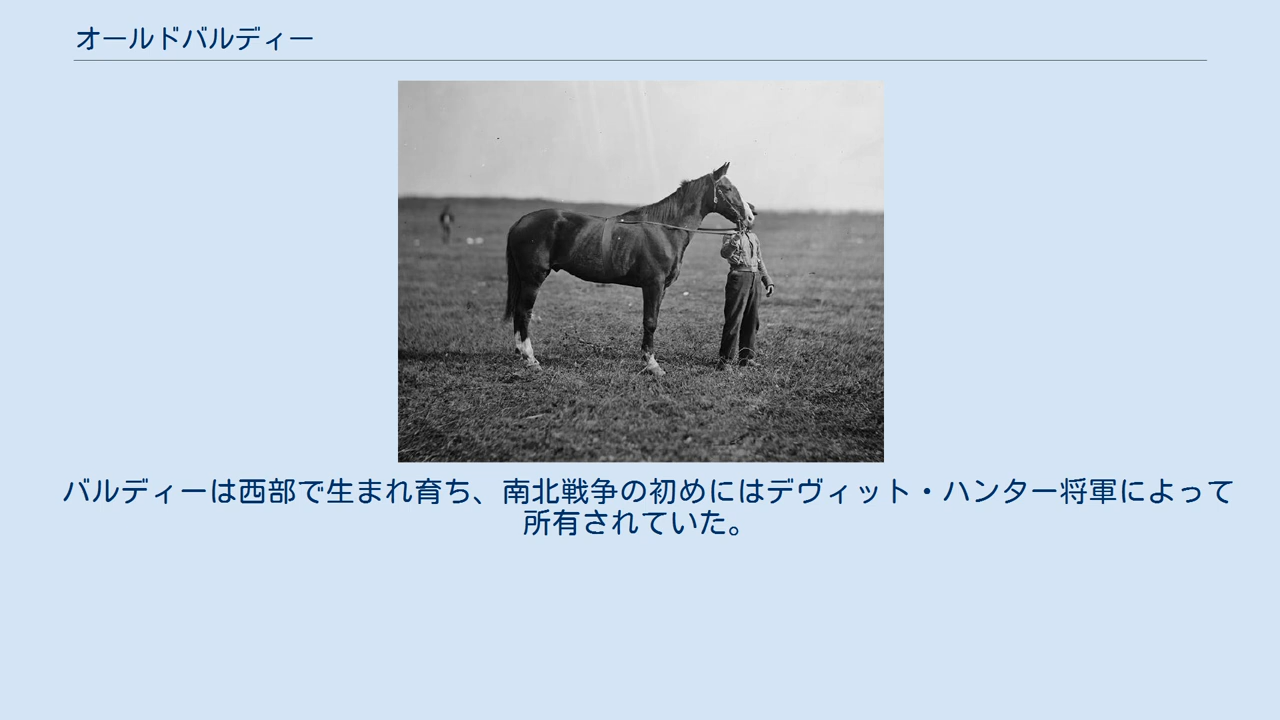 オールドバルディー
バルディーは西部で生まれ育ち、南北戦争の初めにはデヴィット・ハンター将軍によって
所有されていた。